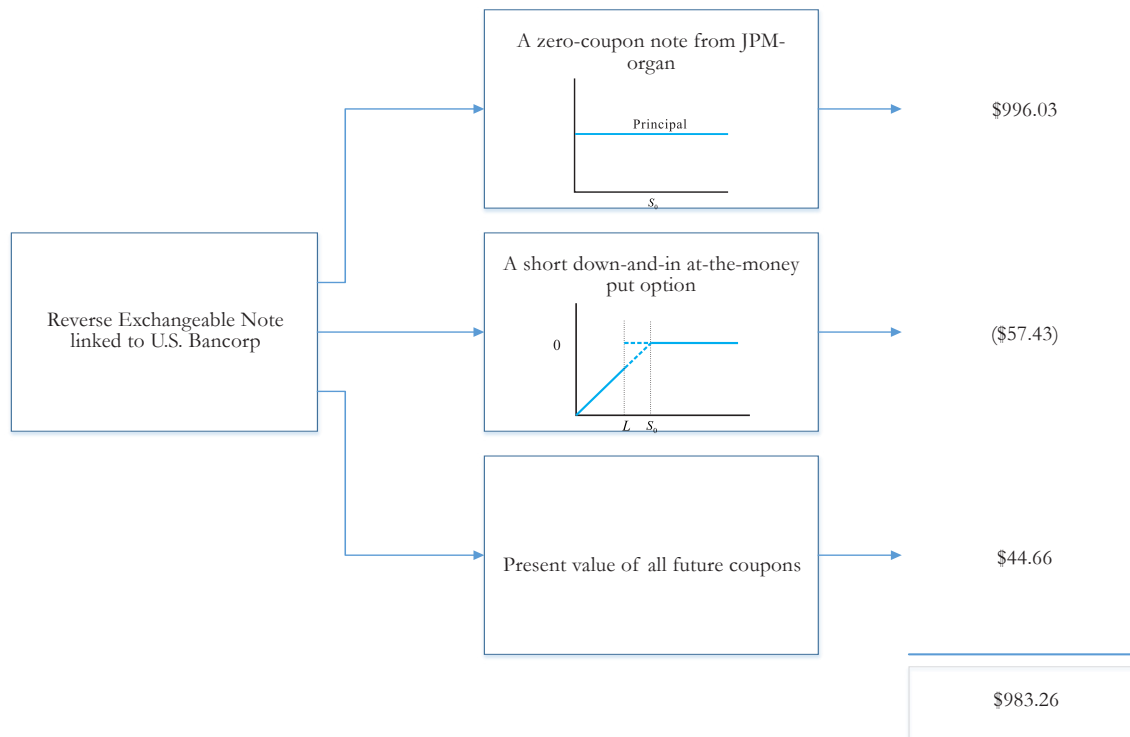 A zero-coupon note from JPM-
organ
Principal
S₀
$996.03
Reverse Exchangeable Note
linked to U.S. Bancorp
A short down-and-in at-the-money
put option
0
L S₀
($57.43)
Present value of all future coupons
$44.66
$983.26